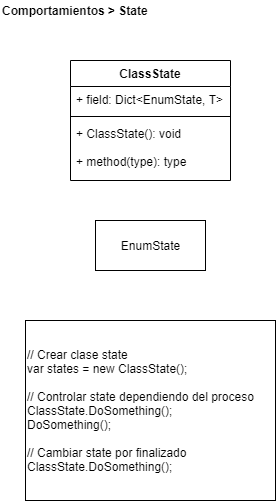 Comportamientos > State
ClassState
+ field: Dict<EnumState, T>
+ ClassState(): void
+ method(type): type
EnumState
// Crear clase state
var states = new ClassState();
// Controlar state dependiendo del proceso
ClassState.DoSomething();
DoSomething();
// Cambiar state por finalizado
ClassState.DoSomething();